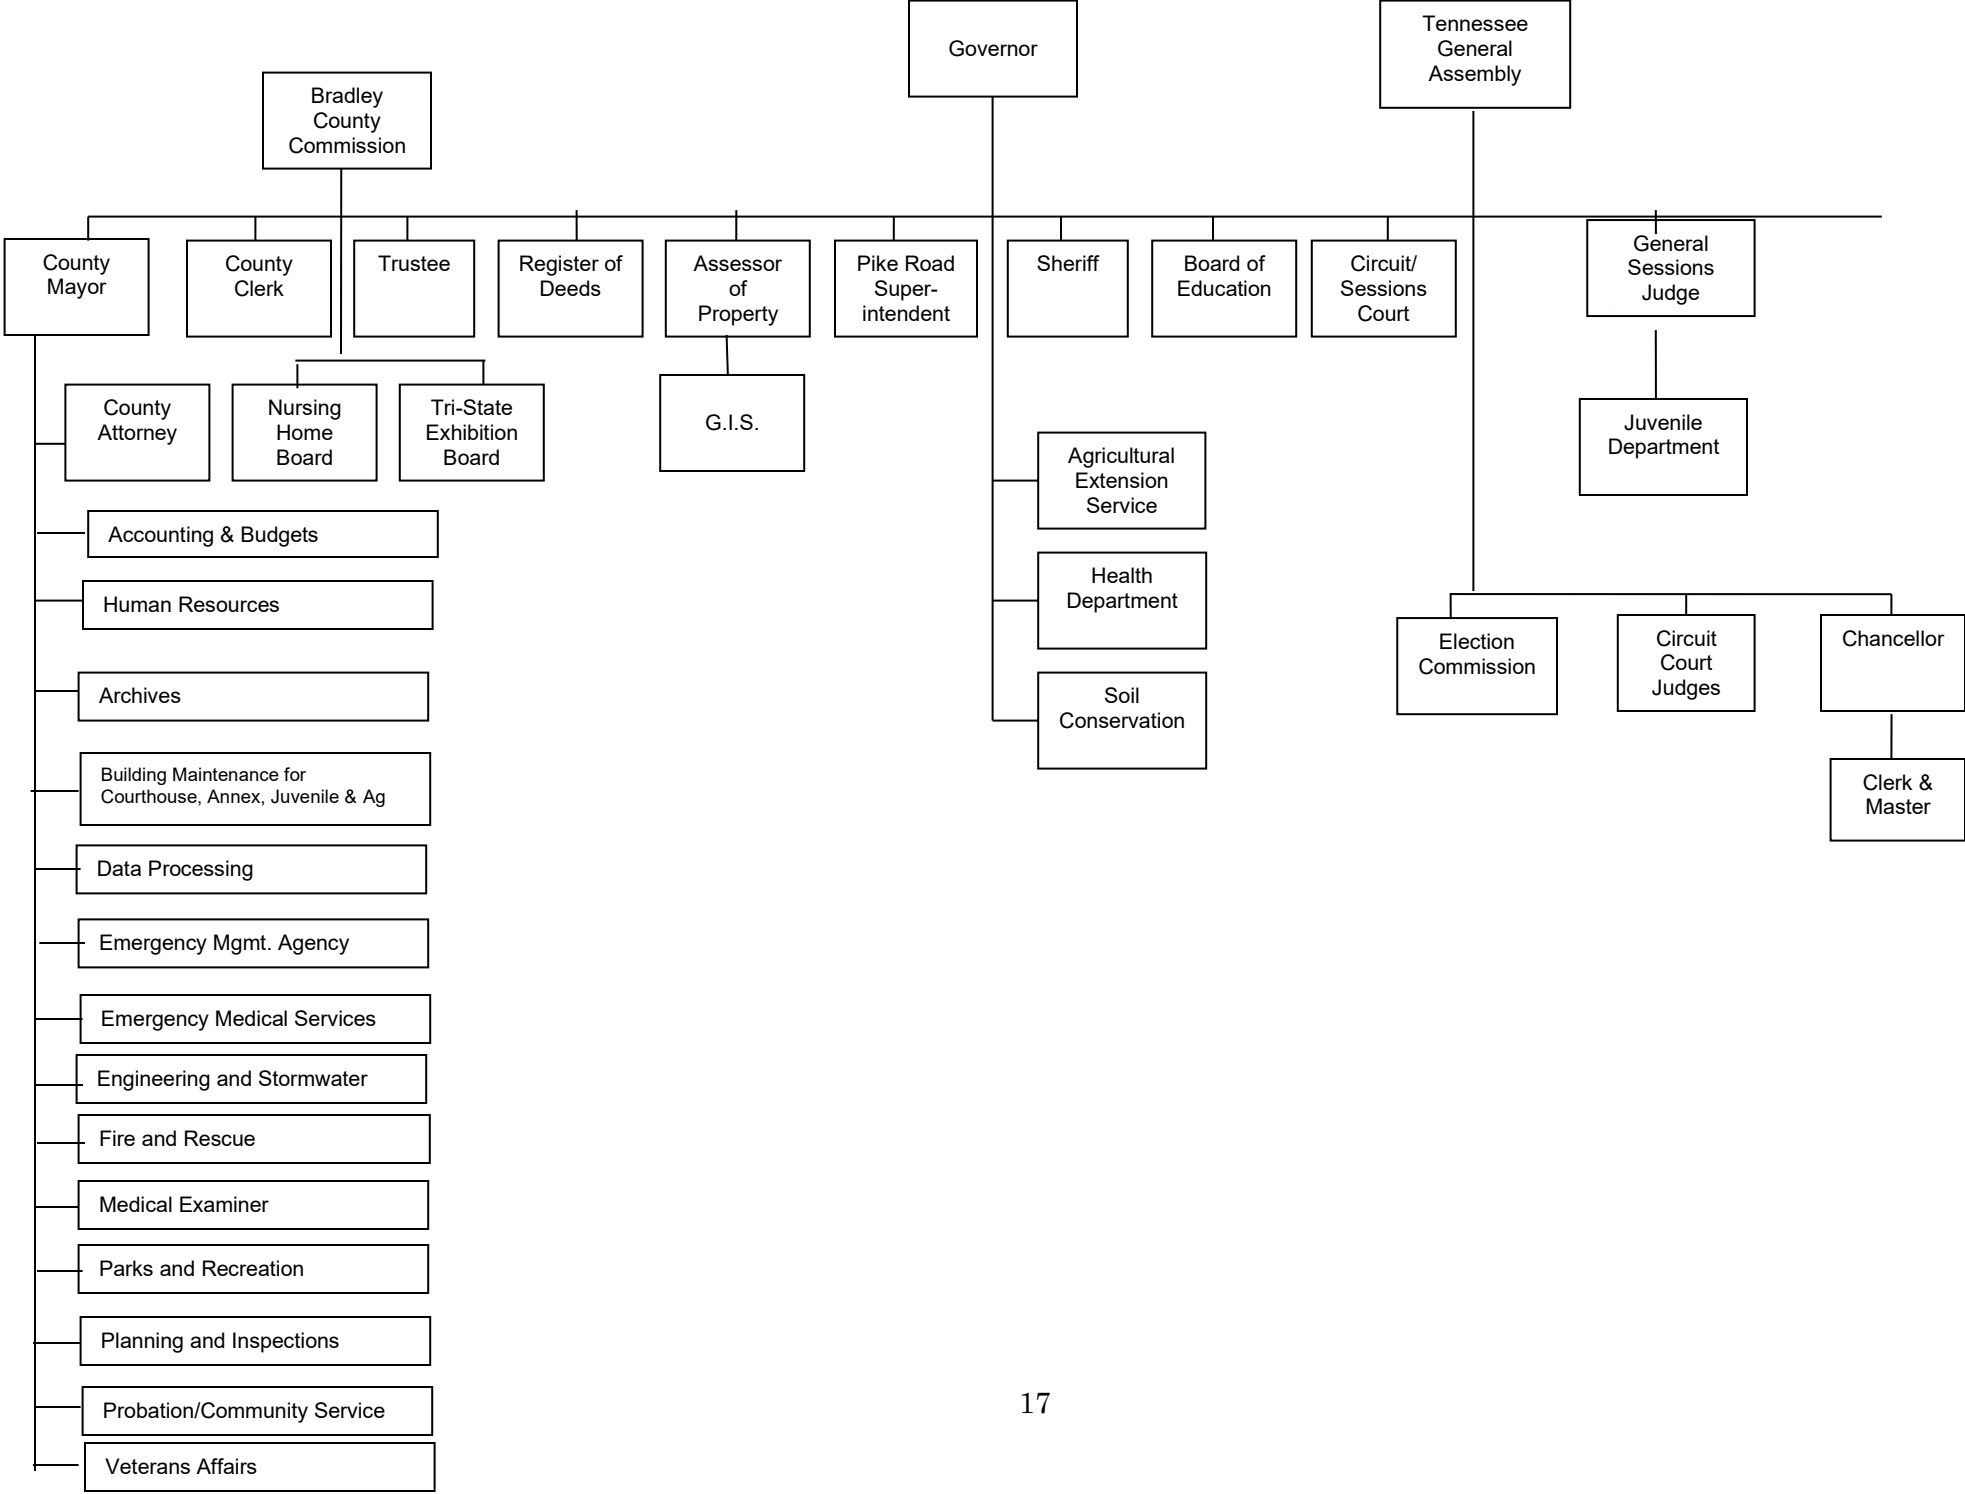 Governor
Tennessee
General
Assembly
Bradley
County
Commission
County
Mayor
County
Clerk
Trustee
Register of
Deeds
Assessor
of
Property
Pike Road
Super-
intendent
Sheriff
Board of
Education
Circuit/
Sessions
Court
General
Sessions
Judge
County
Attorney
Nursing
Home
Board
Tri-State
Exhibition
Board
G.I.S.
Agricultural
Extension
Service
Juvenile
Department
Accounting & Budgets
Human Resources
Health
Department
Election
Commission
Circuit
Court
Judges
Chancellor
Archives
Soil
Conservation
Building Maintenance for
Courthouse, Annex, Juvenile & Ag
Clerk &
Master
Data Processing
Emergency Mgmt. Agency
Emergency Medical Services
Engineering and Stormwater
Fire and Rescue
Medical Examiner
Parks and Recreation
Planning and Inspections
Probation/Community Service
Veterans Affairs
17